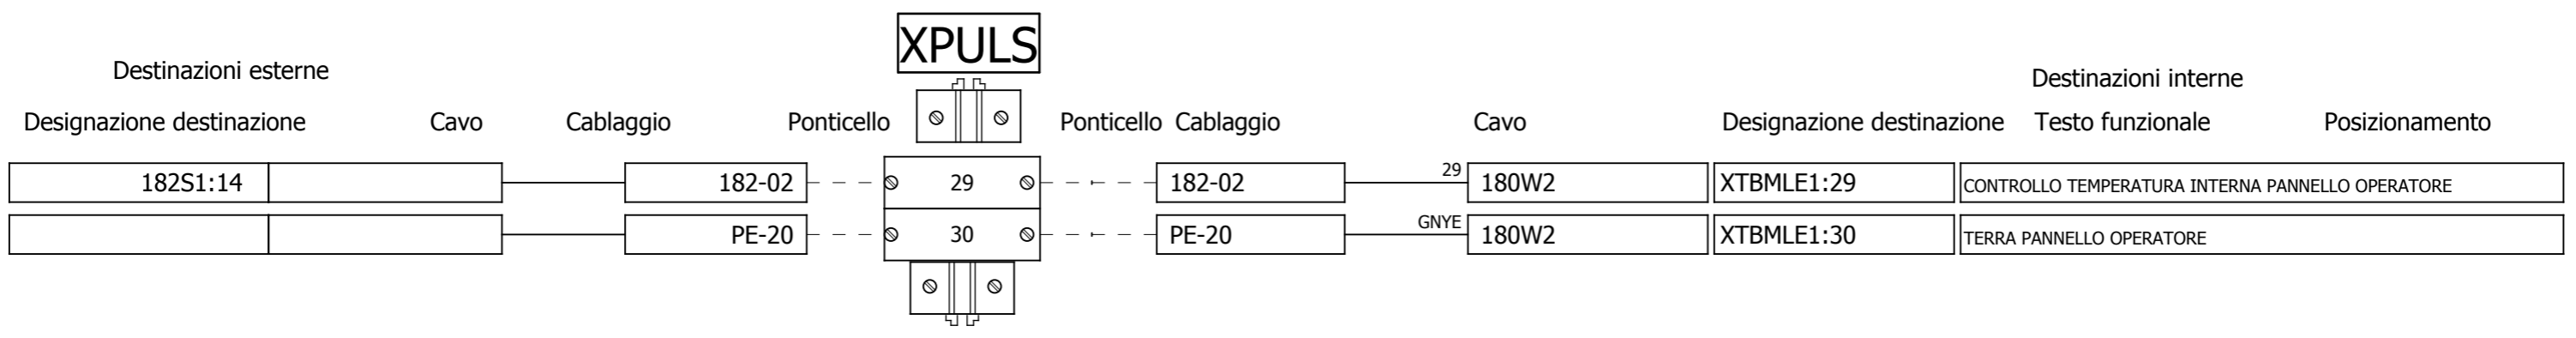 XPULS
Destinazioni esterne
Destinazioni interne
Designazione destinazione Cavo Cablaggio Ponticello Ponticello Cablaggio Cavo Designazione destinazione Testo funzionale Posizionamento
182S1:14 182-02 29 182-02 29 180W2 XTBMLE1:29 CONTROLLO TEMPERATURA INTERNA PANNELLO OPERATORE
PE-20 30 PE-20 GNYE 180W2 XTBMLE1:30 TERRA PANNELLO OPERATORE